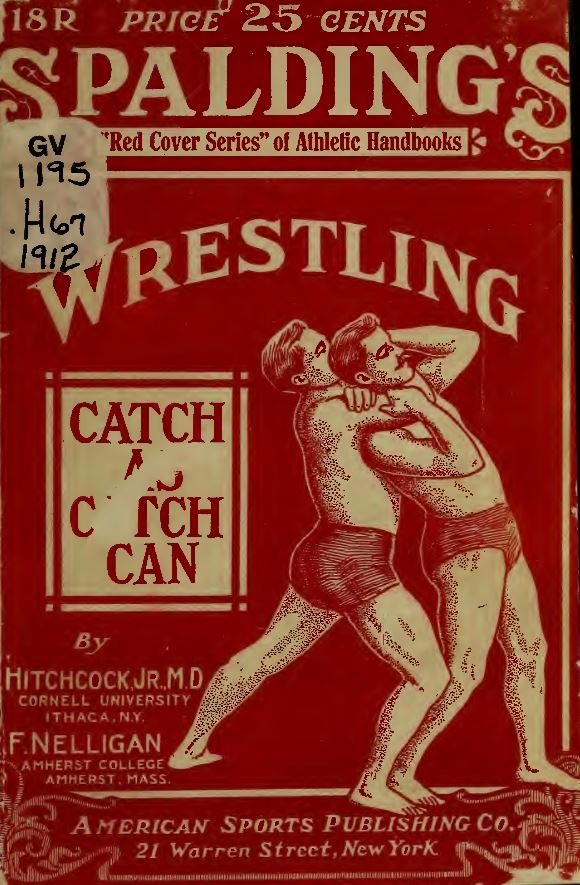 18R PRICE 25 CENTS
SPALDING'S
"Red Cover Series" of Athletic Handbooks
GV
1195
.H67
1912
WRESTLING
CATCH
AS
C TCH
CAN
By
HITCHCOCK, JR., M.D
CORNELL UNIVERSITY
ITHACA, N.Y.
F. NELLIGAN
AMHERST COLLEGE
AMHERST, MASS.
AMERICAN SPORTS PUBLISHING CO.
21 Warren Street, New York